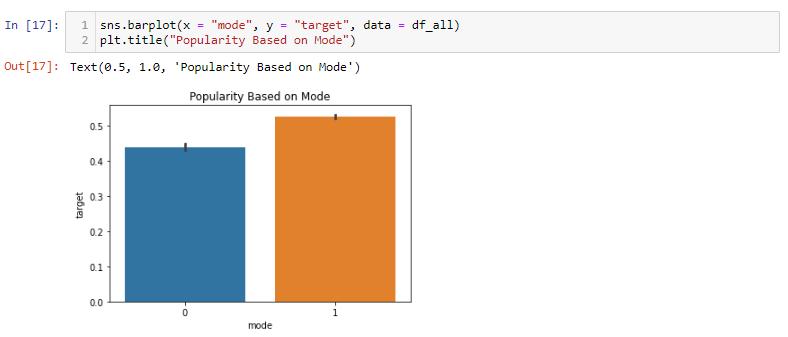 In [17]: 1 sns.barplot(x = "mode", y = "target", data = df_all)
2 plt.title("Popularity Based on Mode")
Out[17]: Text(0.5, 1.0, 'Popularity Based on Mode')
Popularity Based on Mode
0.5
0.4
0.3
target
0.2
0.1
0.0
0 1
mode